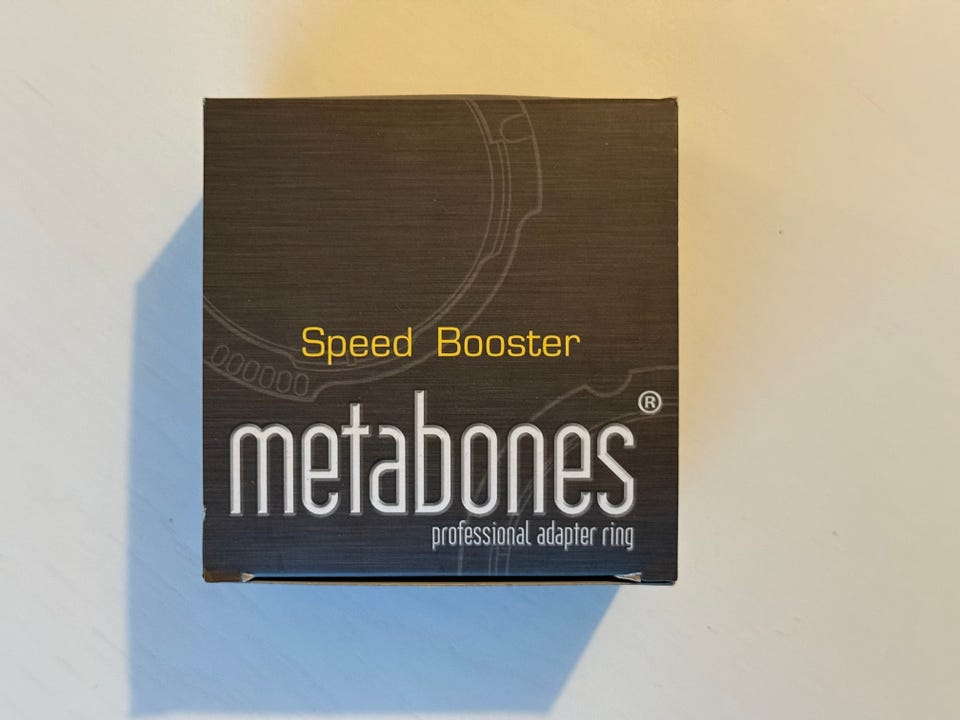 Speed Booster
metabones®
professional adapter ring